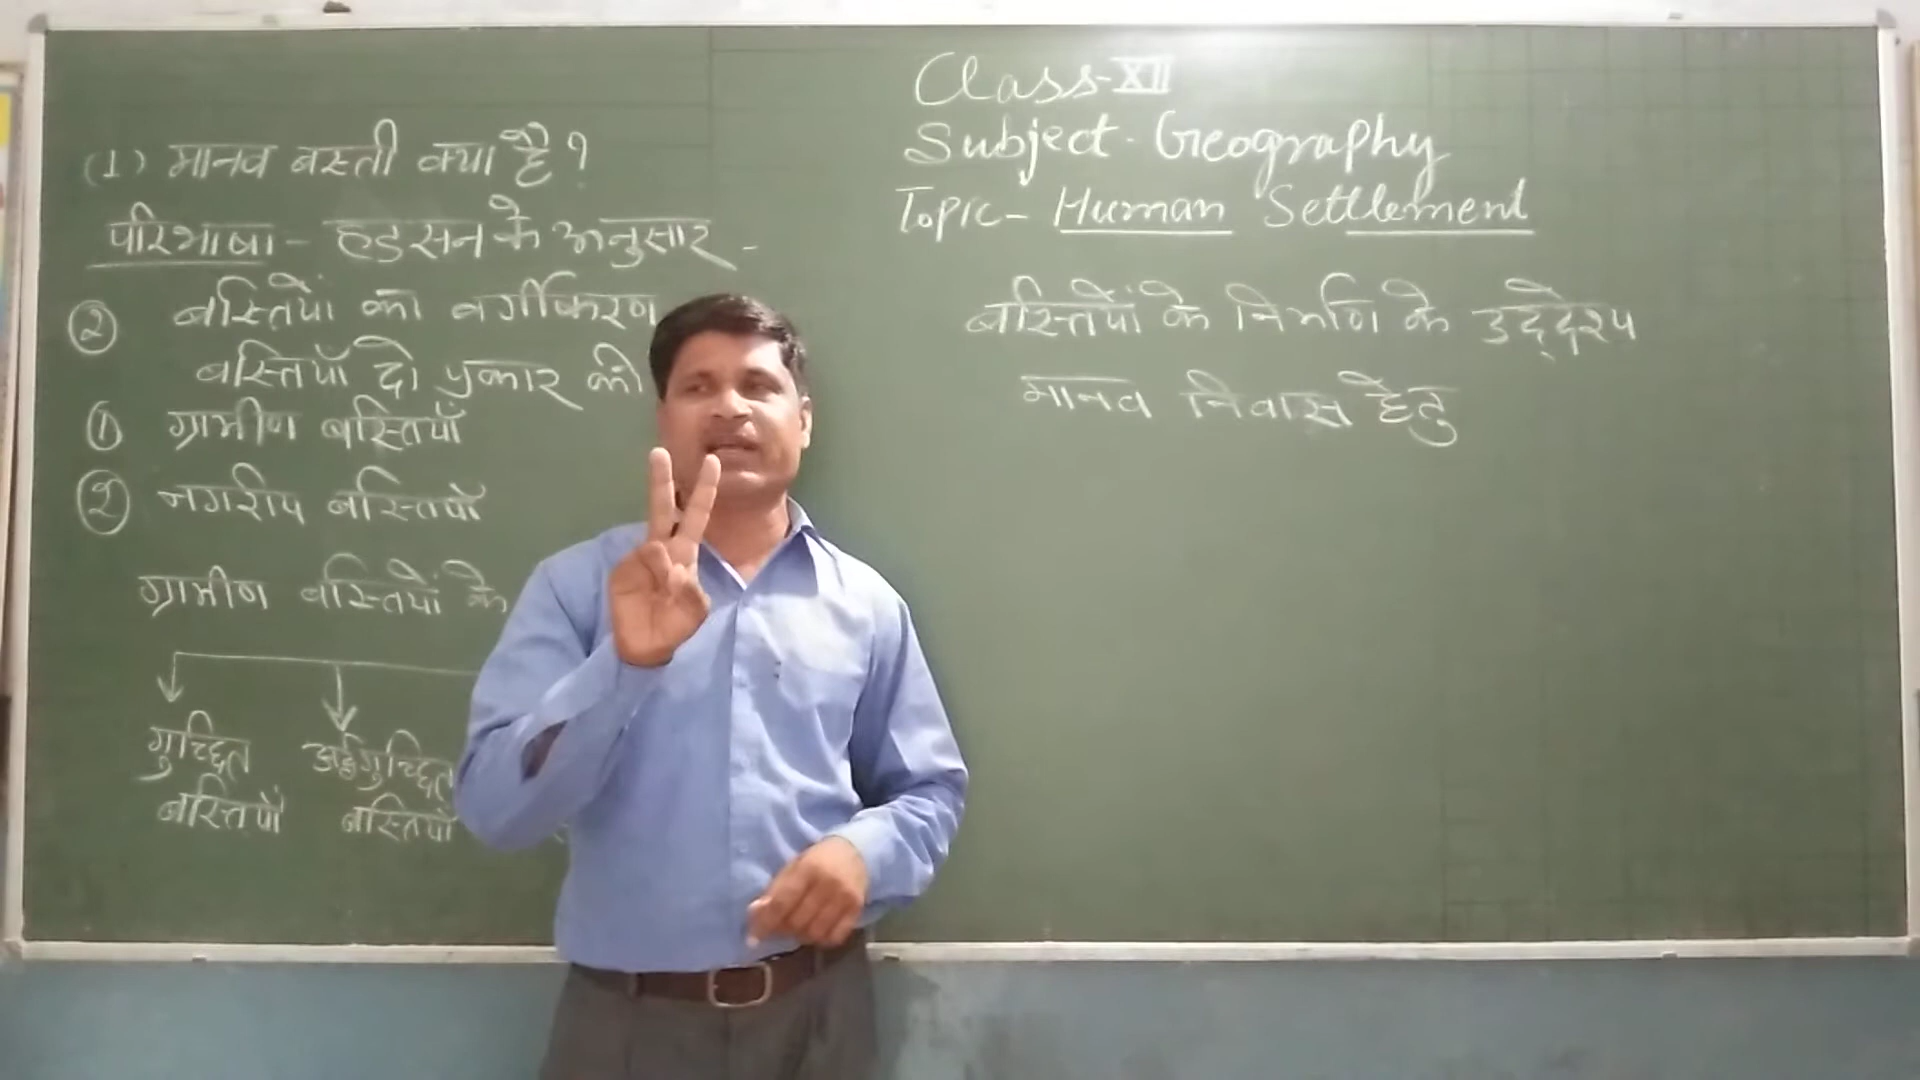 (1) मानव बस्ती क्या है ?
परिभाषा - हडसन के अनुसार -
② बस्तियों का वर्गीकरण
बस्तियाँ दो प्रकार की
① ग्रामीण बस्तियाँ
② नगरीय बस्तियाँ
ग्रामीण बस्तियों के
गुच्छित बस्तियाँ
अर्द्धगुच्छित बस्तियाँ
Class-XII
Subject- Geography
Topic- Human Settlement
बस्तियों के निर्माण के उद्देश्य
मानव निवास हेतु